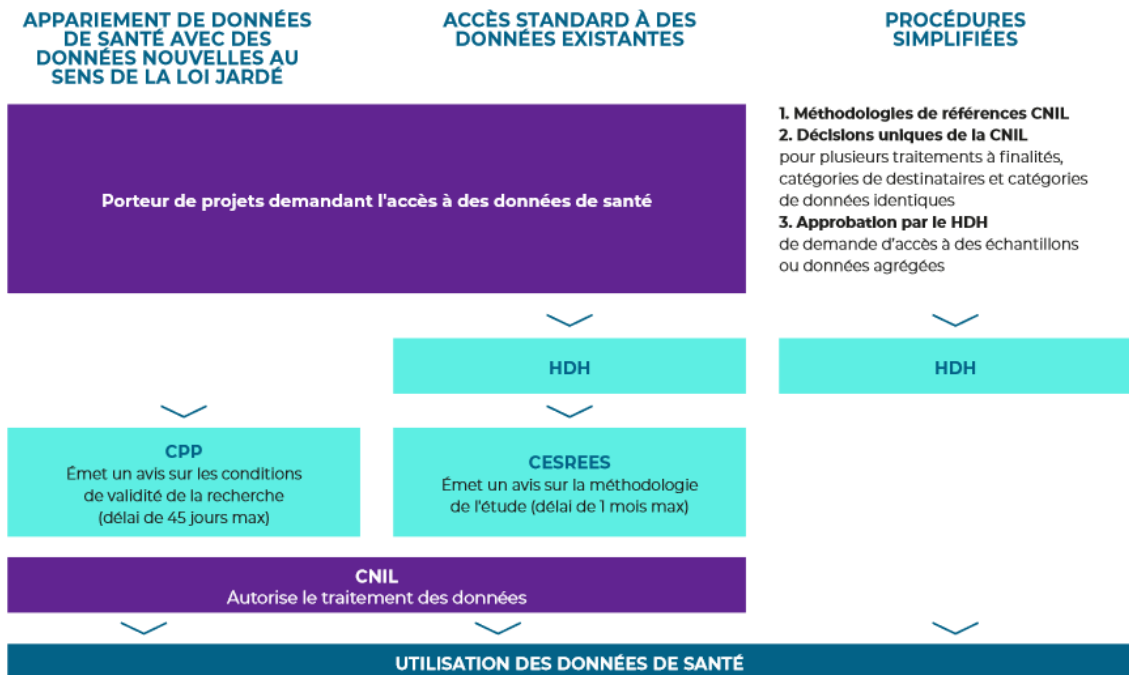 APPARIEMENT DE DONNÉES
DE SANTÉ AVEC DES
DONNÉES NOUVELLES AU
SENS DE LA LOI JARDÉ
ACCÈS STANDARD À DES
DONNÉES EXISTANTES
PROCÉDURES
SIMPLIFIÉES
Porteur de projets demandant l'accès à des données de santé
1. Méthodologies de références CNIL
2. Décisions uniques de la CNIL
pour plusieurs traitements à finalités,
catégories de destinataires et catégories
de données identiques
3. Approbation par le HDH
de demande d'accès à des échantillons
ou données agrégées
HDH
HDH
CPP
Émet un avis sur les conditions
de validité de la recherche
(délai de 45 jours max)
CESREES
Émet un avis sur la méthodologie
de l'étude (délai de 1 mois max)
CNIL
Autorise le traitement des données
UTILISATION DES DONNÉES DE SANTÉ